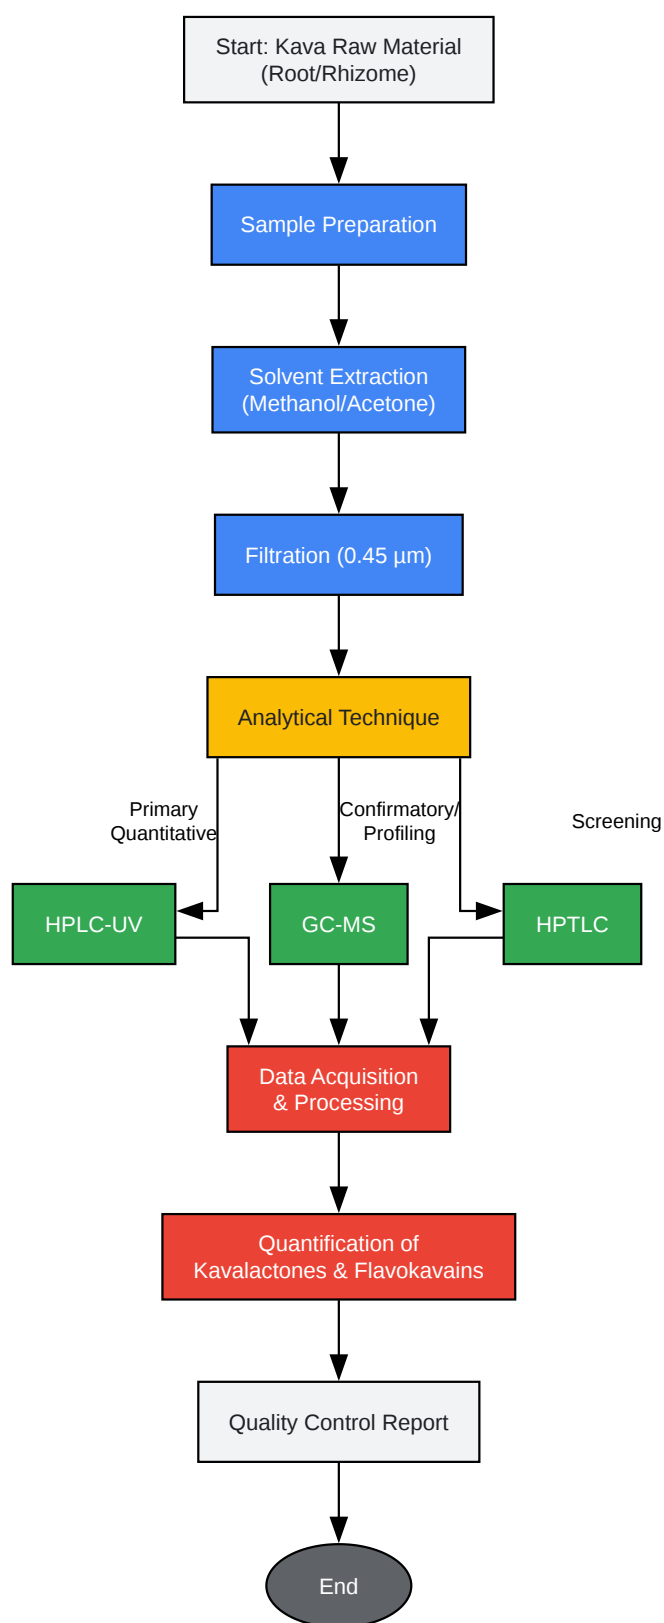 Start: Kava Raw Material
(Root/Rhizome)
Sample Preparation
Solvent Extraction
(Methanol/Acetone)
Filtration (0.45 µm)
Analytical Technique
Primary
Quantitative
Confirmatory/
Profiling
Screening
HPLC-UV
GC-MS
HPTLC
Data Acquisition
& Processing
Quantification of
Kavalactones & Flavokavains
Quality Control Report
End